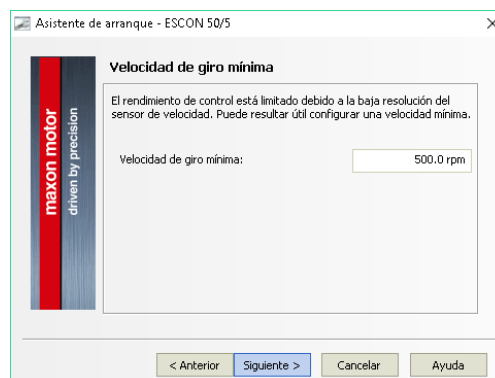 Asistente de arranque - ESCON 50/5
Velocidad de giro mínima
El rendimiento de control está limitado debido a la baja resolución del
sensor de velocidad. Puede resultar útil configurar una velocidad mínima.
Velocidad de giro mínima: 500.0 rpm
maxon motor
driven by precision
< Anterior Siguiente > Cancelar Ayuda